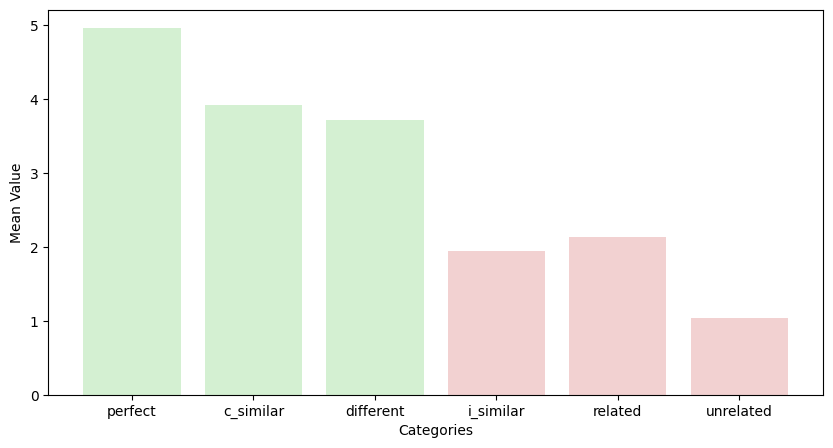 5
4
3
2
1
0
Mean Value
perfect c_similar different i_similar related unrelated
Categories